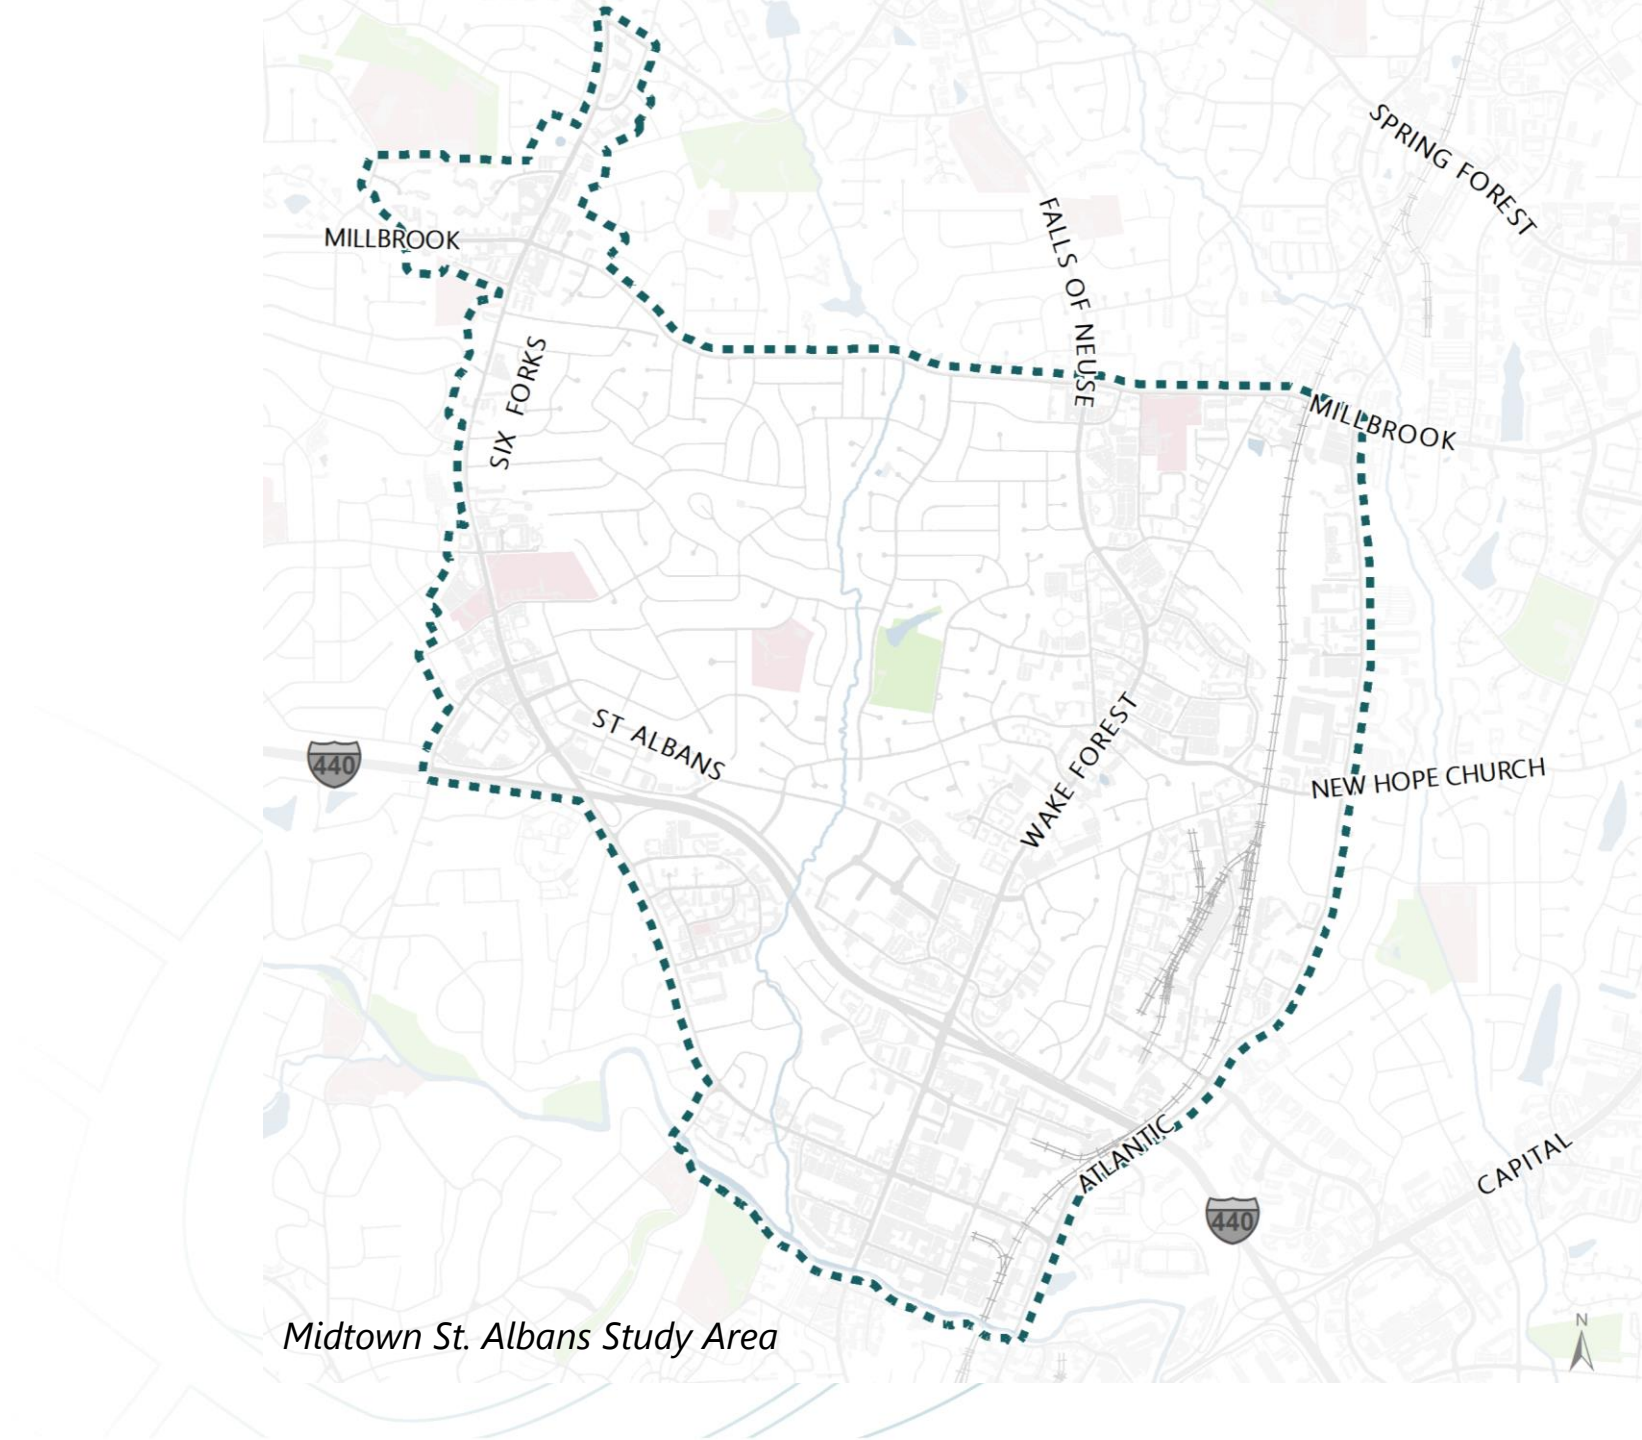 SPRING FOREST
MILLBROOK
FALLS OF NEUSE
SIX FORKS
MILLBROOK
ST ALBANS
WAKE FOREST
440
NEW HOPE CHURCH
ATLANTIC
CAPITAL
440
Midtown St. Albans Study Area
N